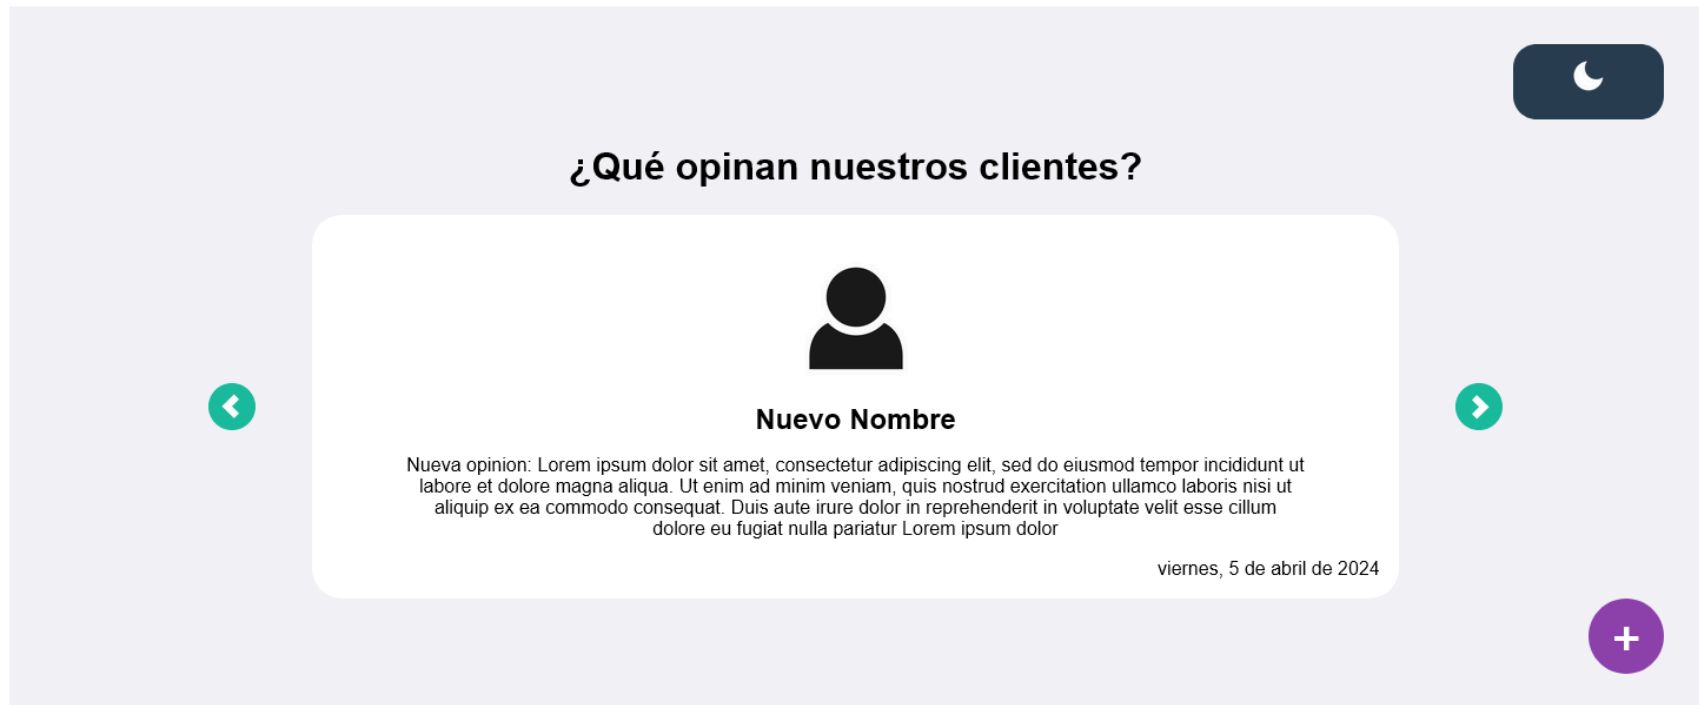 ¿Qué opinan nuestros clientes?
Nuevo Nombre
Nueva opinion: Lorem ipsum dolor sit amet, consectetur adipiscing elit, sed do eiusmod tempor incididunt ut
labore et dolore magna aliqua. Ut enim ad minim veniam, quis nostrud exercitation ullamco laboris nisi ut
aliquip ex ea commodo consequat. Duis aute irure dolor in reprehenderit in voluptate velit esse cillum
dolore eu fugiat nulla pariatur Lorem ipsum dolor
viernes, 5 de abril de 2024
+